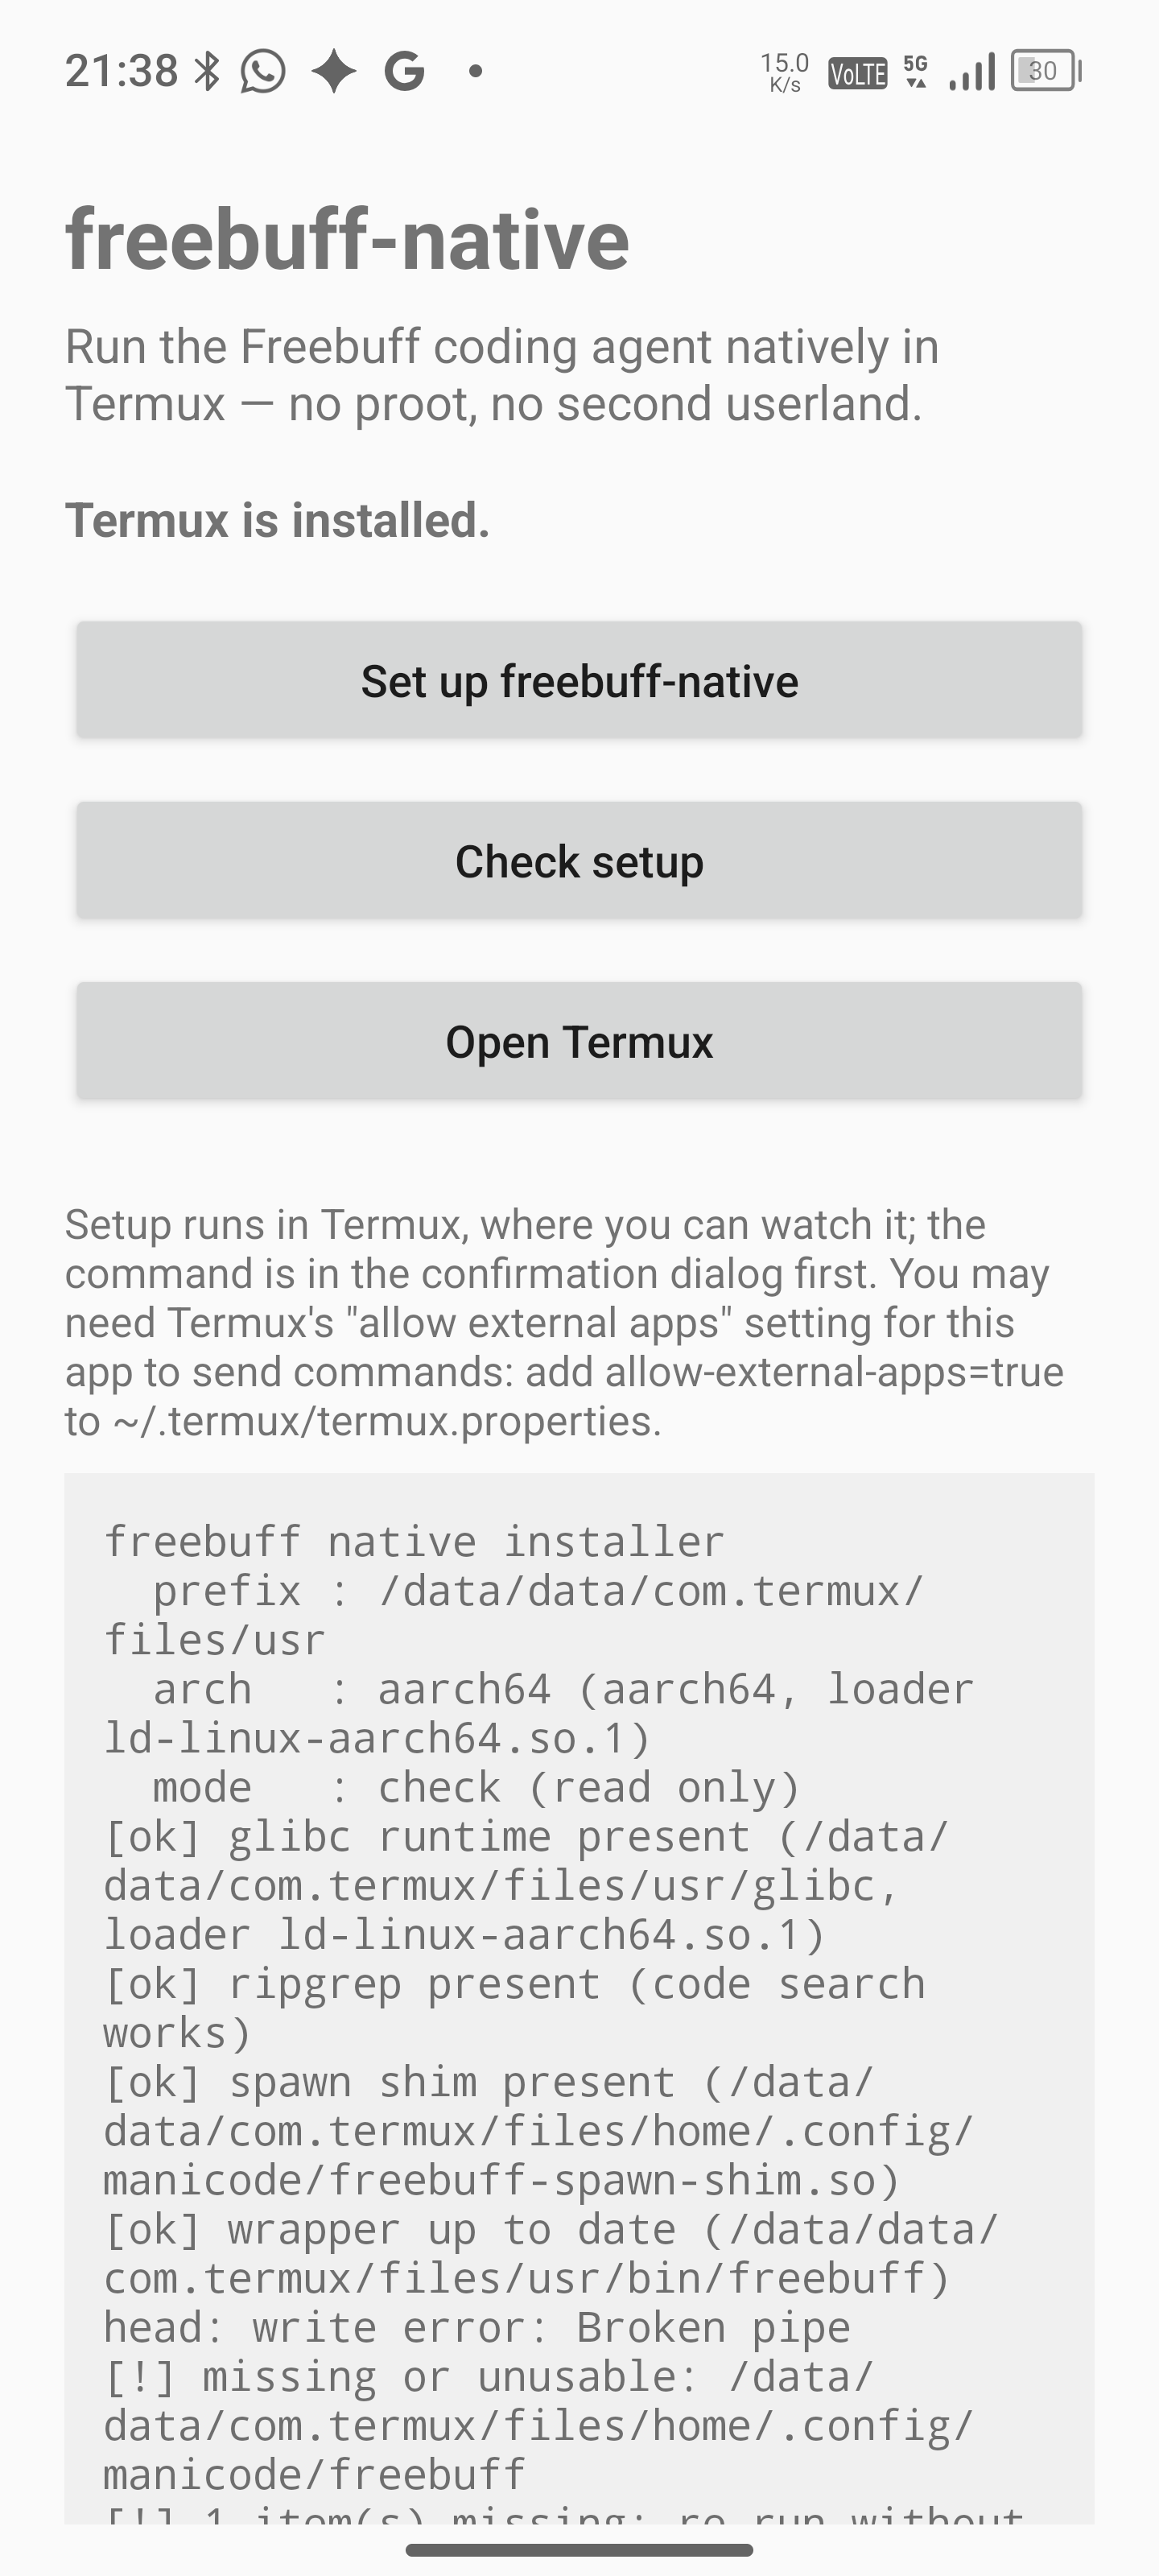 21:38
15.0 K/s VoLTE 5G 30
freebuff-native
Run the Freebuff coding agent natively in
Termux — no proot, no second userland.
Termux is installed.
Set up freebuff-native
Check setup
Open Termux
Setup runs in Termux, where you can watch it; the
command is in the confirmation dialog first. You may
need Termux's "allow external apps" setting for this
app to send commands: add allow-external-apps=true
to ~/.termux/termux.properties.
freebuff native installer
  prefix : /data/data/com.termux/
files/usr
  arch   : aarch64 (aarch64, loader
ld-linux-aarch64.so.1)
  mode   : check (read only)
[ok] glibc runtime present (/data/
data/com.termux/files/usr/glibc,
loader ld-linux-aarch64.so.1)
[ok] ripgrep present (code search
works)
[ok] spawn shim present (/data/
data/com.termux/files/home/.config/
manicode/freebuff-spawn-shim.so)
[ok] wrapper up to date (/data/data/
com.termux/files/usr/bin/freebuff)
head: write error: Broken pipe
[!] missing or unusable: /data/
data/com.termux/files/home/.config/
manicode/freebuff
[!] 1 item(s) missing; re-run without